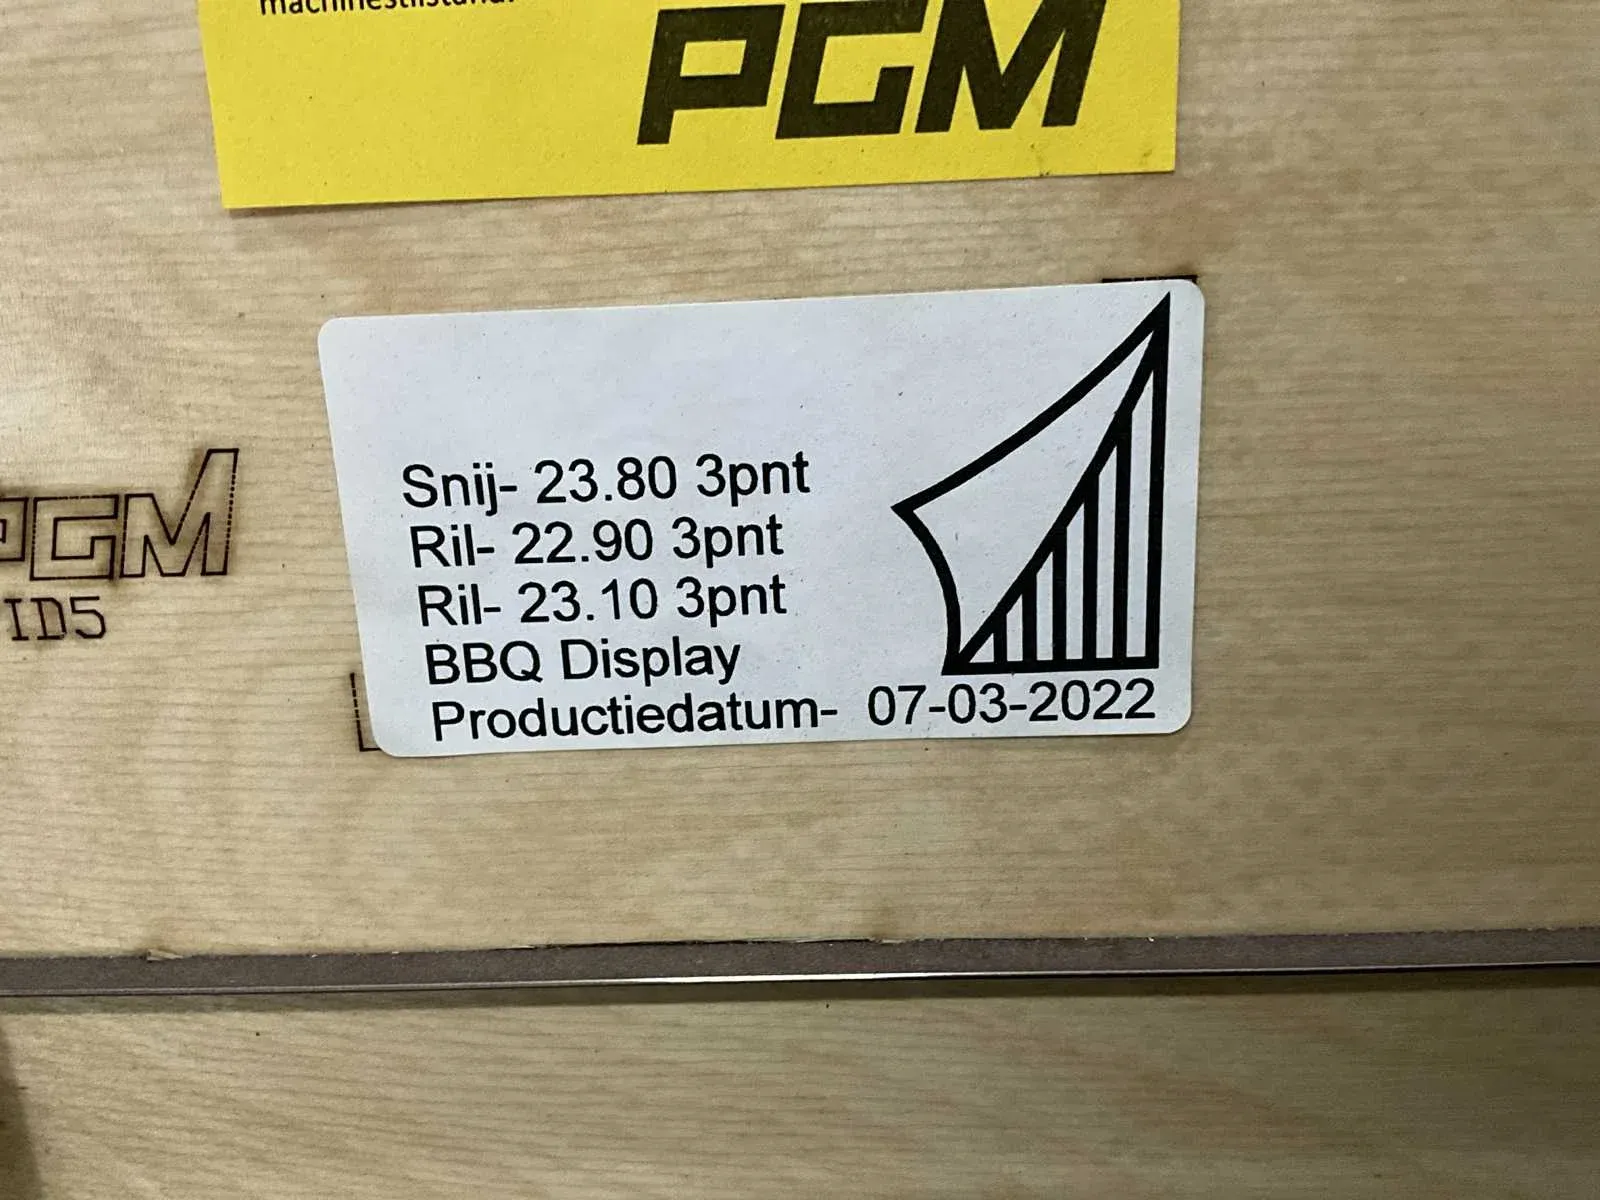 machinestilstand.
PGM
PGM
ID5
Snij- 23.80 3pnt
Ril- 22.90 3pnt
Ril- 23.10 3pnt
BBQ Display
Productiedatum- 07-03-2022